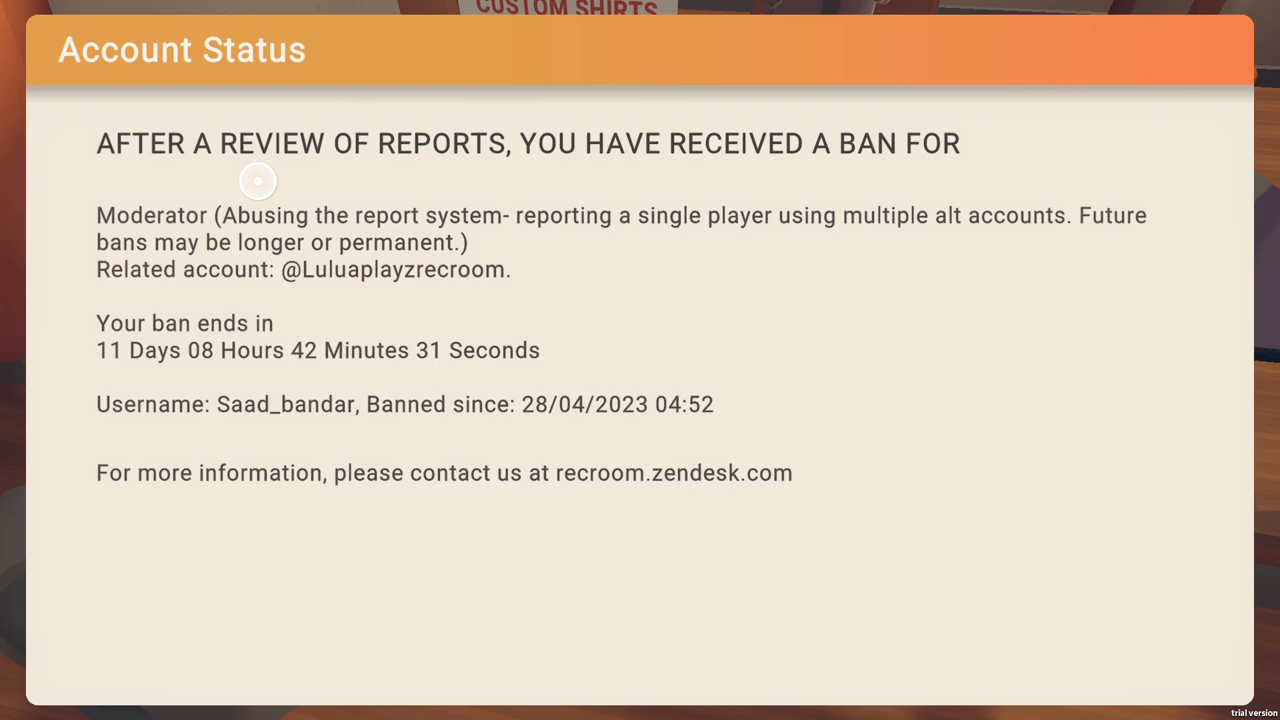 CUSTOM SHIRTS
Account Status
AFTER A REVIEW OF REPORTS, YOU HAVE RECEIVED A BAN FOR
Moderator (Abusing the report system- reporting a single player using multiple alt accounts. Future
bans may be longer or permanent.)
Related account: @Luluaplayzrecroom.
Your ban ends in
11 Days 08 Hours 42 Minutes 31 Seconds
Username: Saad_bandar, Banned since: 28/04/2023 04:52
For more information, please contact us at recroom.zendesk.com
trial version